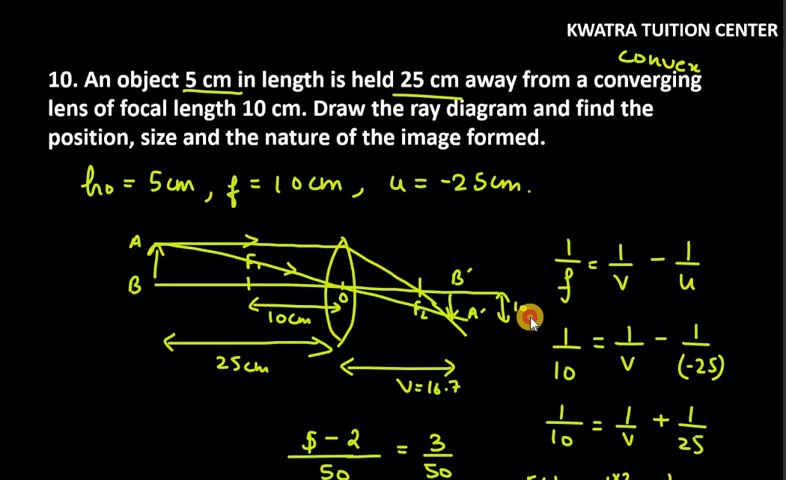 KWATRA TUITION CENTER
convex
10. An object 5 cm in length is held 25 cm away from a converging
lens of focal length 10 cm. Draw the ray diagram and find the
position, size and the nature of the image formed.
h₀ = 5cm, f = 10cm, u = -25cm.
A
F₁
B
O
F₂
B'
A'
10
10cm
25cm
V=16.7
1/f = 1/v - 1/u
1/10 = 1/v - 1/(-25)
1/10 = 1/v + 1/25
5-2/50 = 3/50